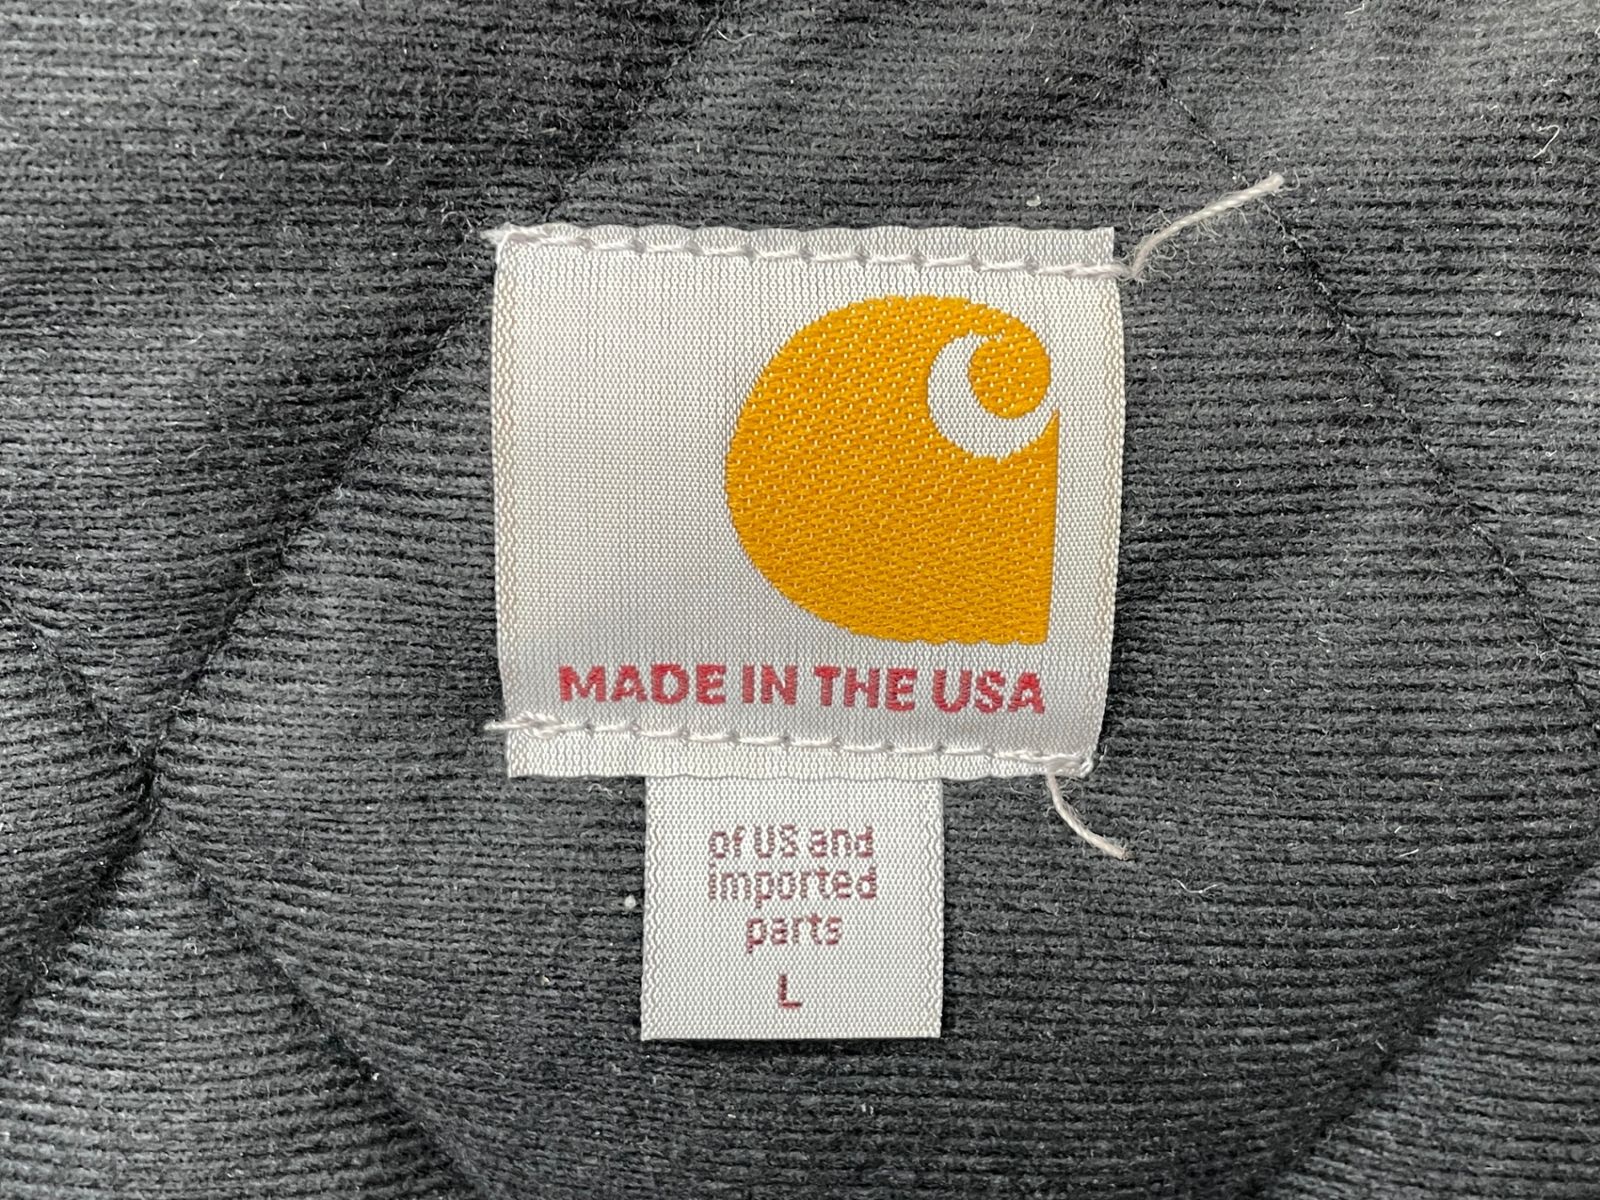 MADE IN THE USA
of US and
imported
parts
L